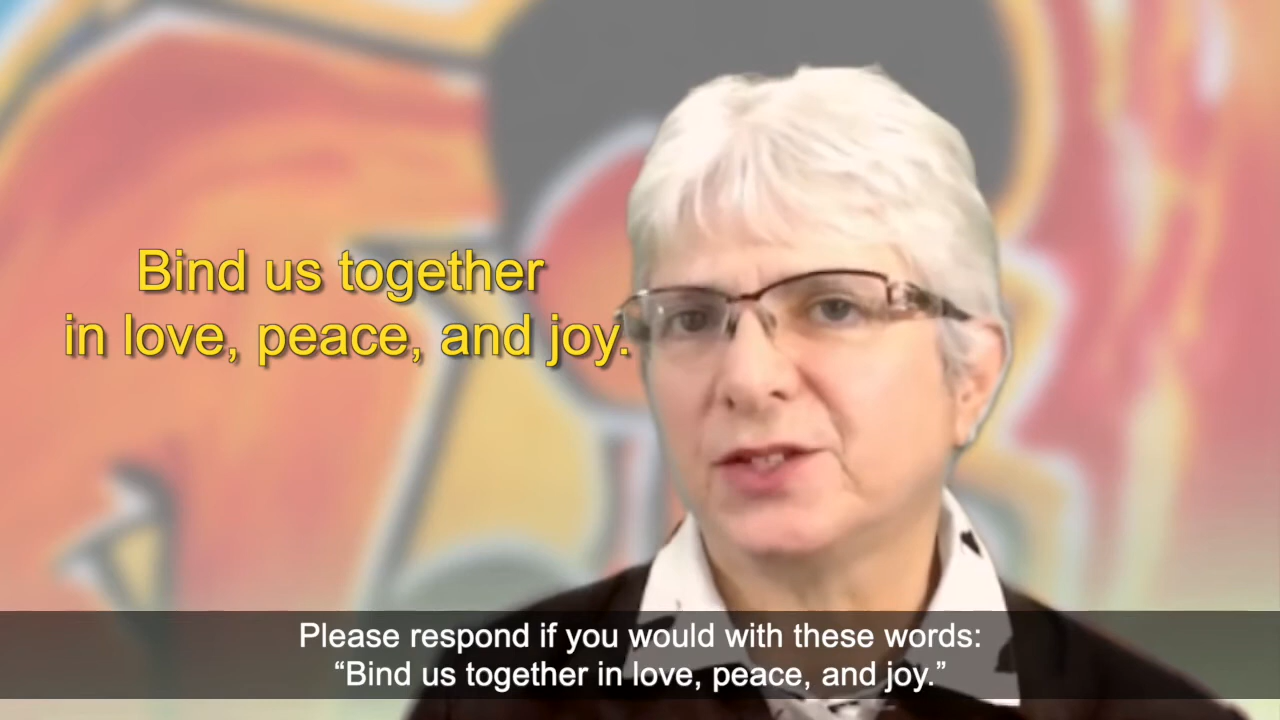 Bind us together
in love, peace, and joy.
Please respond if you would with these words:
“Bind us together in love, peace, and joy.”